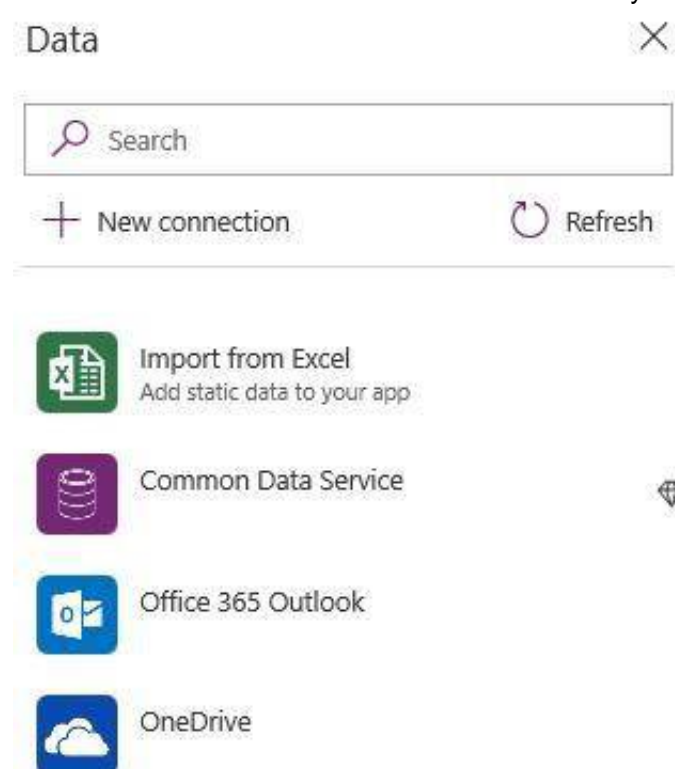 Data
Search
New connection
Refresh
Import from Excel
Add static data to your app
Common Data Service
Office 365 Outlook
OneDrive